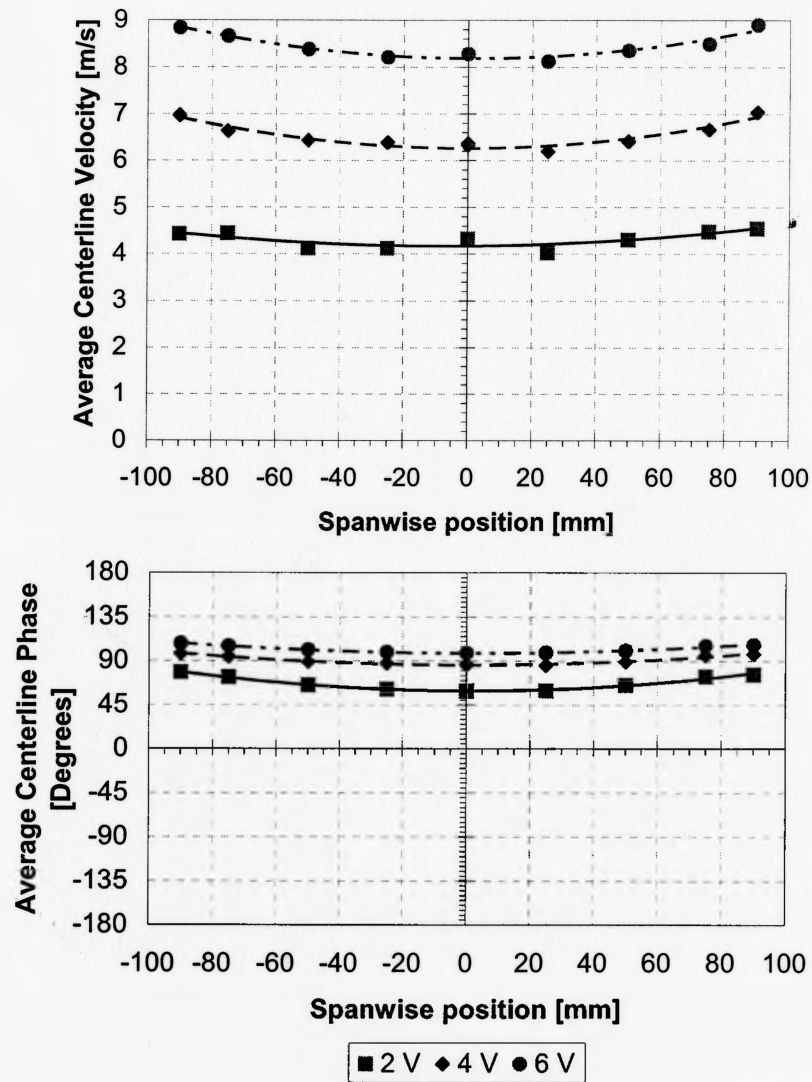 Average Centerline Velocity [m/s]
9
8
7
6
5
4
3
2
1
0
-100 -80 -60 -40 -20 0 20 40 60 80 100
Spanwise position [mm]
Average Centerline Phase
[Degrees]
180
135
90
45
0
-45
-90
-135
-180
-100 -80 -60 -40 -20 0 20 40 60 80 100
Spanwise position [mm]
2 V 4 V 6 V